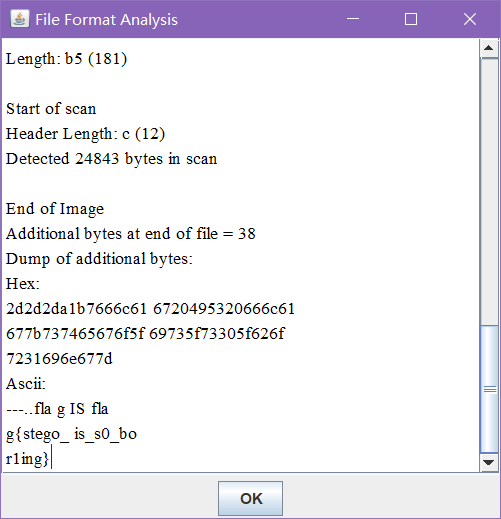 File Format Analysis
Length: b5 (181)
Start of scan
Header Length: c (12)
Detected 24843 bytes in scan
End of Image
Additional bytes at end of file = 38
Dump of additional bytes:
Hex:
2d2d2da1b7666c61 6720495320666c61
677b737465676f5f 69735f73305f626f
7231696e677d
Ascii:
---..fla g IS fla
g{stego_ is_s0_bo
r1ing}
OK